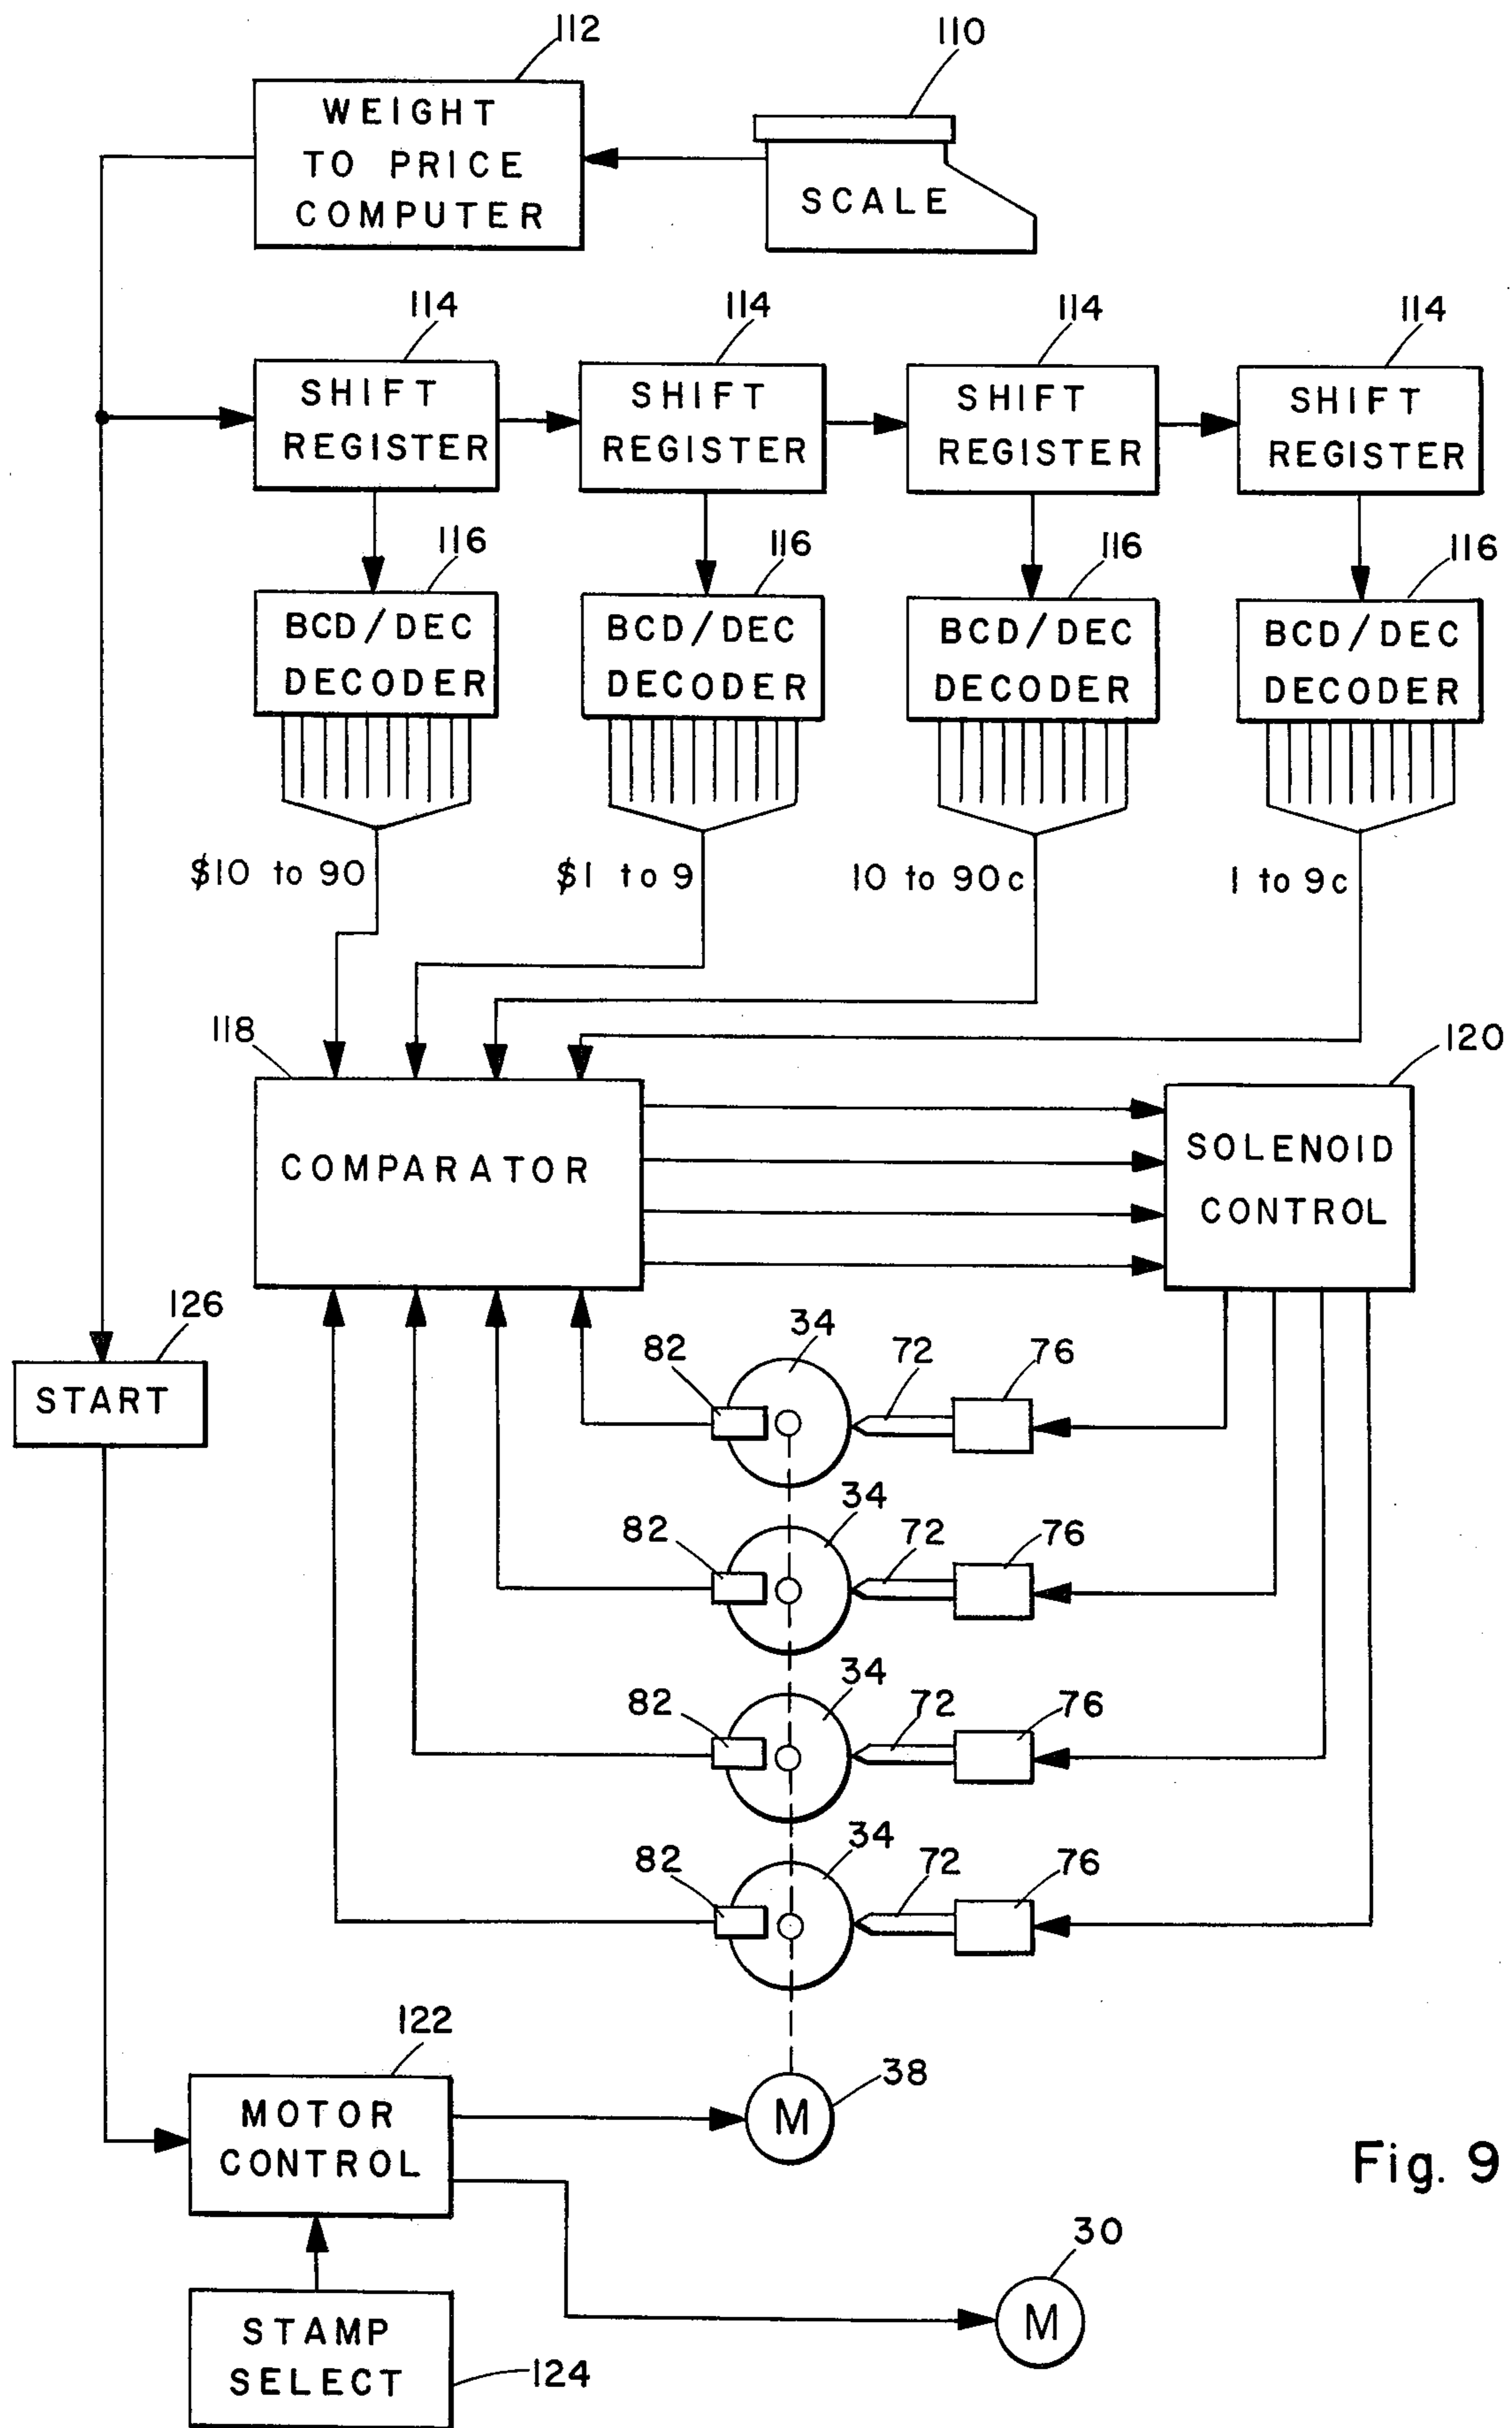 112
110
WEIGHT
TO PRICE
COMPUTER
SCALE
114 114 114 114
SHIFT
REGISTER
SHIFT
REGISTER
SHIFT
REGISTER
SHIFT
REGISTER
116 116 116 116
BCD/DEC
DECODER
BCD/DEC
DECODER
BCD/DEC
DECODER
BCD/DEC
DECODER
$10 to 90
$1 to 9
10 to 90c
1 to 9c
118
120
COMPARATOR
SOLENOID
CONTROL
126
START
82 34 72 76
82 34 72 76
82 34 72 76
82 34 72 76
122
38
MOTOR
CONTROL
M
Fig. 9
30
M
STAMP
SELECT
124